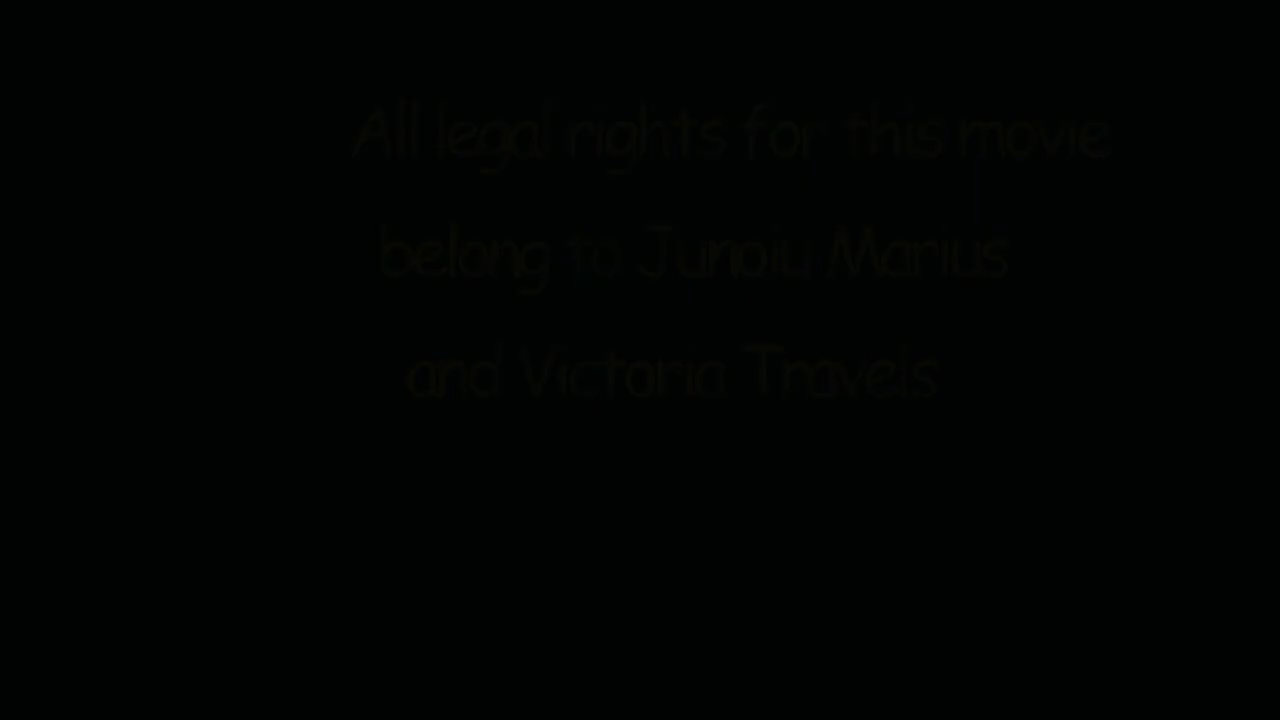 All legal rights for this movie
belong to Junoiu Marius
and Victoria Travels